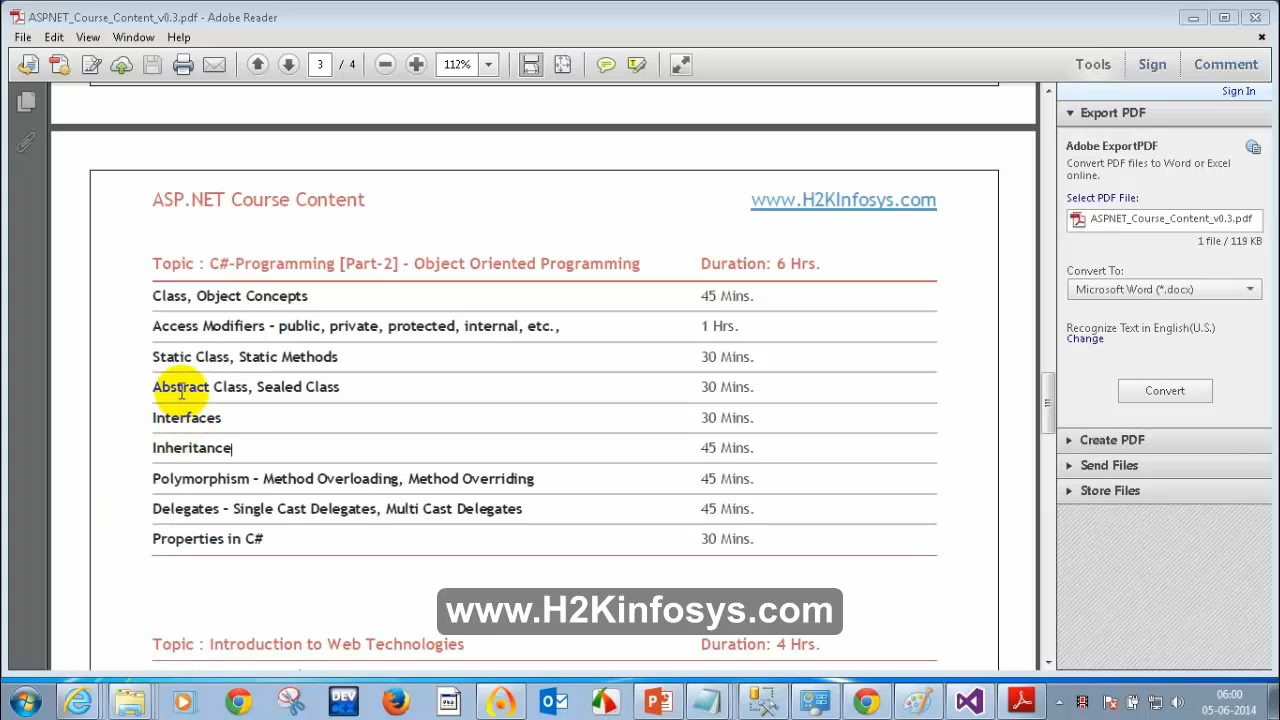 ASPNET_Course_Content_v0.3.pdf - Adobe Reader
File Edit View Window Help
3 / 4 112% Tools Sign Comment
Sign In
Export PDF
Adobe ExportPDF
Convert PDF files to Word or Excel
online.
Select PDF File:
ASPNET_Course_Content_v0.3.pdf
1 file / 119 KB
Convert To:
Microsoft Word (*.docx)
Recognize Text in English(U.S.)
Change
Convert
Create PDF
Send Files
Store Files
ASP.NET Course Content www.H2KInfosys.com
Topic : C#-Programming [Part-2] - Object Oriented Programming Duration: 6 Hrs.
Class, Object Concepts 45 Mins.
Access Modifiers - public, private, protected, internal, etc., 1 Hrs.
Static Class, Static Methods 30 Mins.
Abstract Class, Sealed Class 30 Mins.
Interfaces 30 Mins.
Inheritance 45 Mins.
Polymorphism - Method Overloading, Method Overriding 45 Mins.
Delegates - Single Cast Delegates, Multi Cast Delegates 45 Mins.
Properties in C# 30 Mins.
www.H2Kinfosys.com
Topic : Introduction to Web Technologies Duration: 4 Hrs.
DEV
06:00
05-06-2014